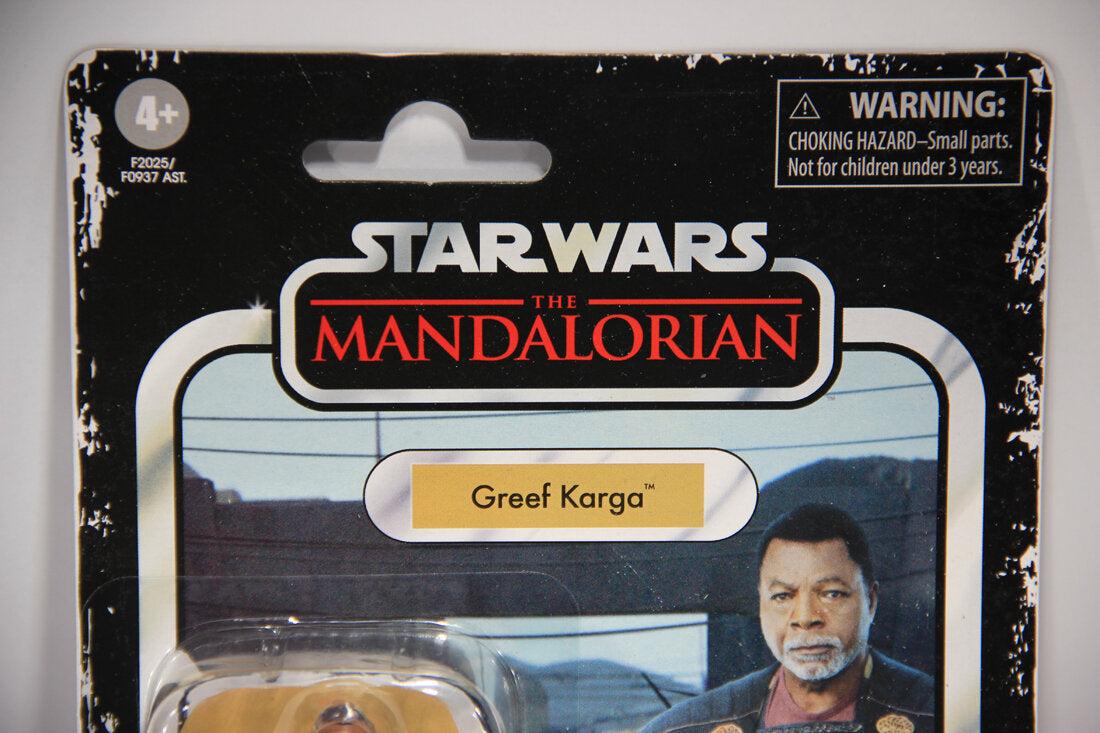 4+
F2025/
F0937 AST.
⚠ WARNING:
CHOKING HAZARD–Small parts.
Not for children under 3 years.
STAR WARS
THE
MANDALORIAN
™
Greef Karga™